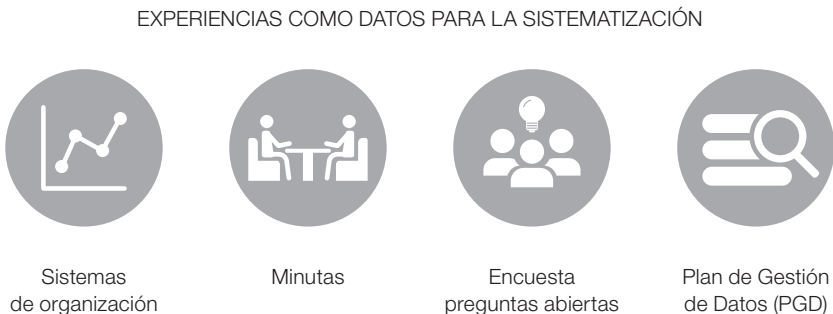 EXPERIENCIAS COMO DATOS PARA LA SISTEMATIZACIÓN
Sistemas
de organización
Minutas
Encuesta
preguntas abiertas
Plan de Gestión
de Datos (PGD)